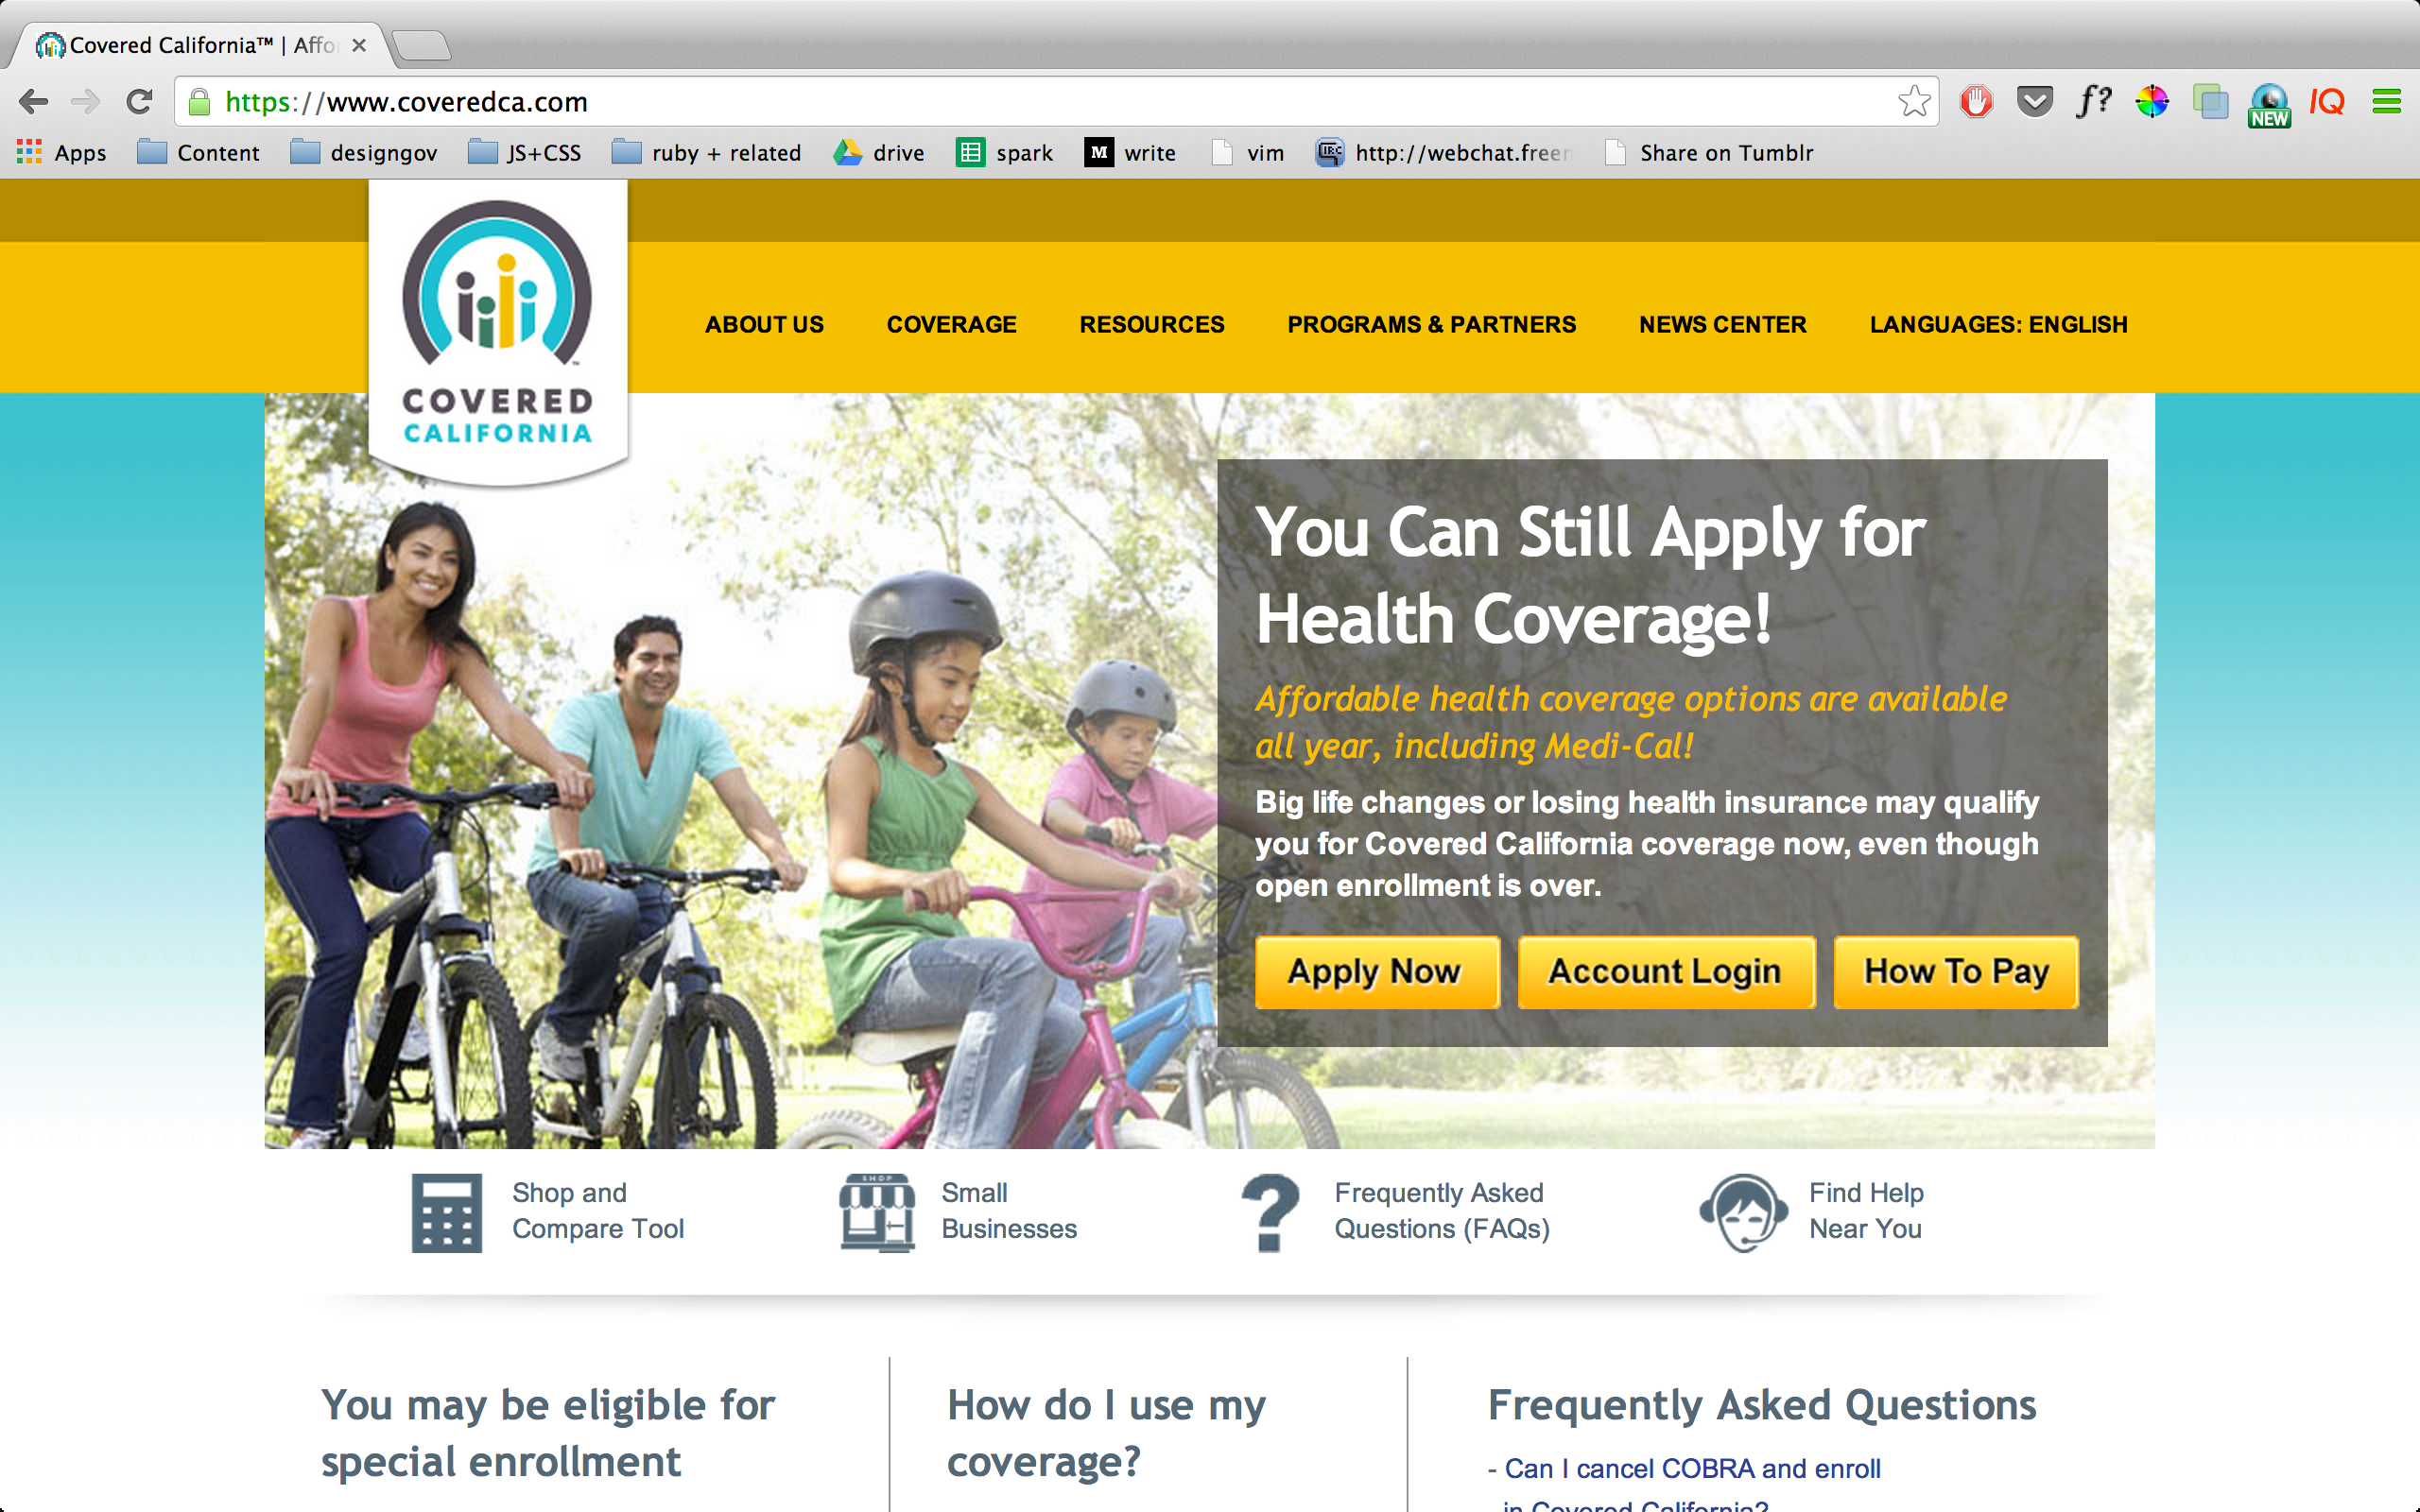 Covered California™ | Affo
https://www.coveredca.com
f?
NEW
IQ
Apps
Content
designgov
JS+CSS
ruby + related
drive
spark
M
write
vim
IRC
http://webchat.freen
Share on Tumblr
COVERED
CALIFORNIA
™
ABOUT US
COVERAGE
RESOURCES
PROGRAMS & PARTNERS
NEWS CENTER
LANGUAGES: ENGLISH
You Can Still Apply for
Health Coverage!
Affordable health coverage options are available
all year, including Medi-Cal!
Big life changes or losing health insurance may qualify
you for Covered California coverage now, even though
open enrollment is over.
Apply Now
Account Login
How To Pay
Shop and
Compare Tool
SHOP
Small
Businesses
?
Frequently Asked
Questions (FAQs)
Find Help
Near You
You may be eligible for
special enrollment
How do I use my
coverage?
Frequently Asked Questions
- Can I cancel COBRA and enroll
in Covered California?